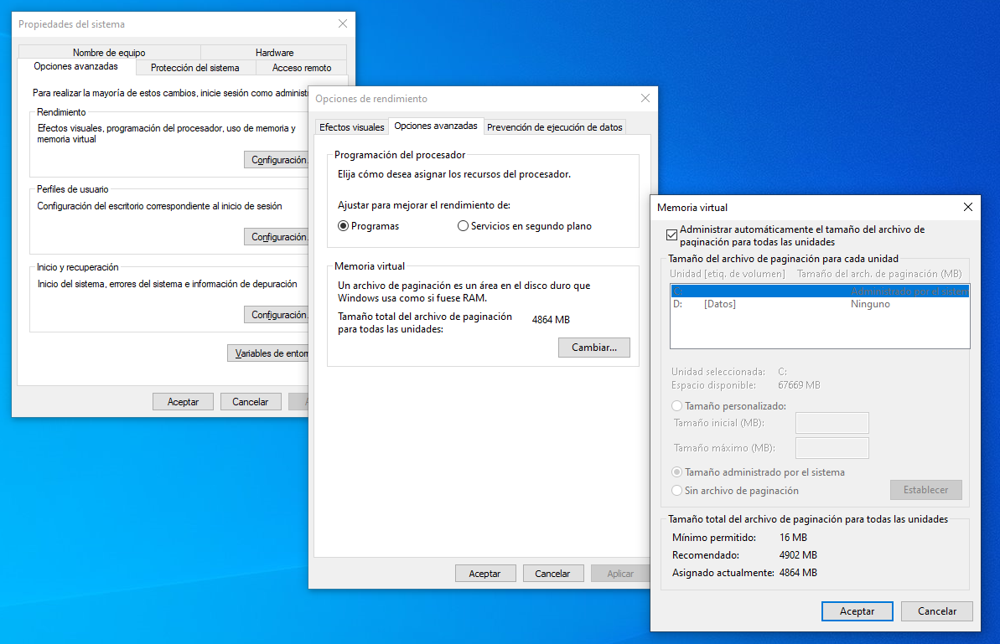 Propiedades del sistema
Nombre de equipo
Hardware
Opciones avanzadas
Protección del sistema
Acceso remoto
Para realizar la mayoría de estos cambios, inicie sesión como administ
Rendimiento
Efectos visuales, programación del procesador, uso de memoria y
memoria virtual
Configuración.
Perfiles de usuario
Configuración del escritorio correspondiente al inicio de sesión
Configuración.
Inicio y recuperación
Inicio del sistema, errores del sistema e información de depuración
Configuración.
Variables de entorn
Aceptar
Cancelar
Opciones de rendimiento
Efectos visuales
Opciones avanzadas
Prevención de ejecución de datos
Programación del procesador
Elija cómo desea asignar los recursos del procesador.
Ajustar para mejorar el rendimiento de:
Programas
Servicios en segundo plano
Memoria virtual
Un archivo de paginación es un área en el disco duro que
Windows usa como si fuese RAM.
Tamaño total del archivo de paginación
para todas las unidades:
4864 MB
Cambiar...
Aceptar
Cancelar
Aplicar
Memoria virtual
Administrar automáticamente el tamaño del archivo de
paginación para todas las unidades
Tamaño del archivo de paginación para cada unidad
Unidad [etiq. de volumen] Tamaño del arch. de paginación (MB)
C: Administrado por el sistem
D: [Datos] Ninguno
Unidad seleccionada: C:
Espacio disponible: 67669 MB
Tamaño personalizado:
Tamaño inicial (MB):
Tamaño máximo (MB):
Tamaño administrado por el sistema
Sin archivo de paginación
Establecer
Tamaño total del archivo de paginación para todas las unidades
Mínimo permitido: 16 MB
Recomendado: 4902 MB
Asignado actualmente: 4864 MB
Aceptar
Cancelar